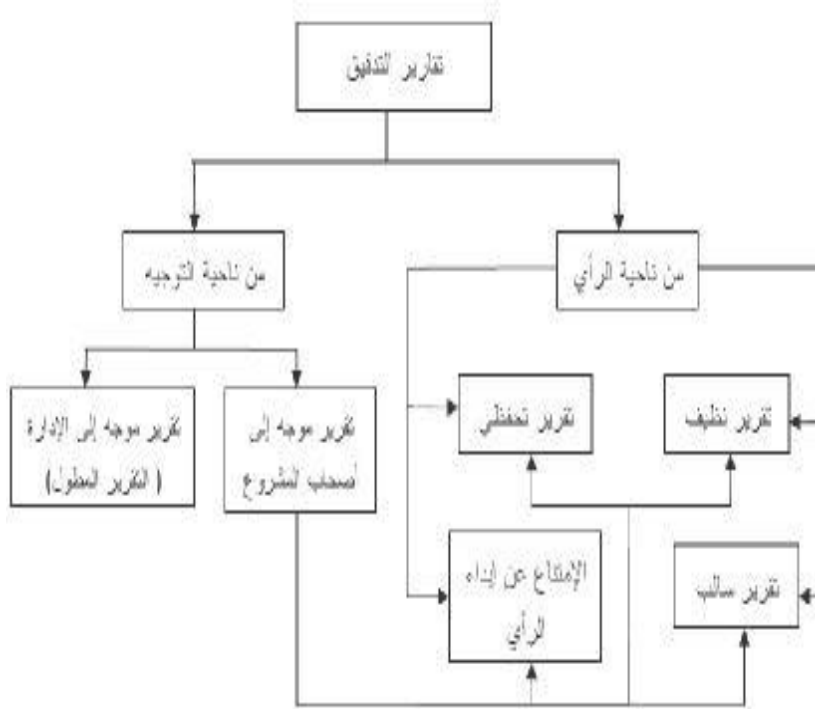 تقارير التدقيق
من ناحية الرأي
من ناحية التوجيه
تقرير نظيف
تقرير تحفظي
تقرير موجه إلى
أصحاب المشروع
تقرير موجه إلى الإدارة
( التقرير المطول)
تقرير سالب
الإمتناع عن إبداء
الرأي